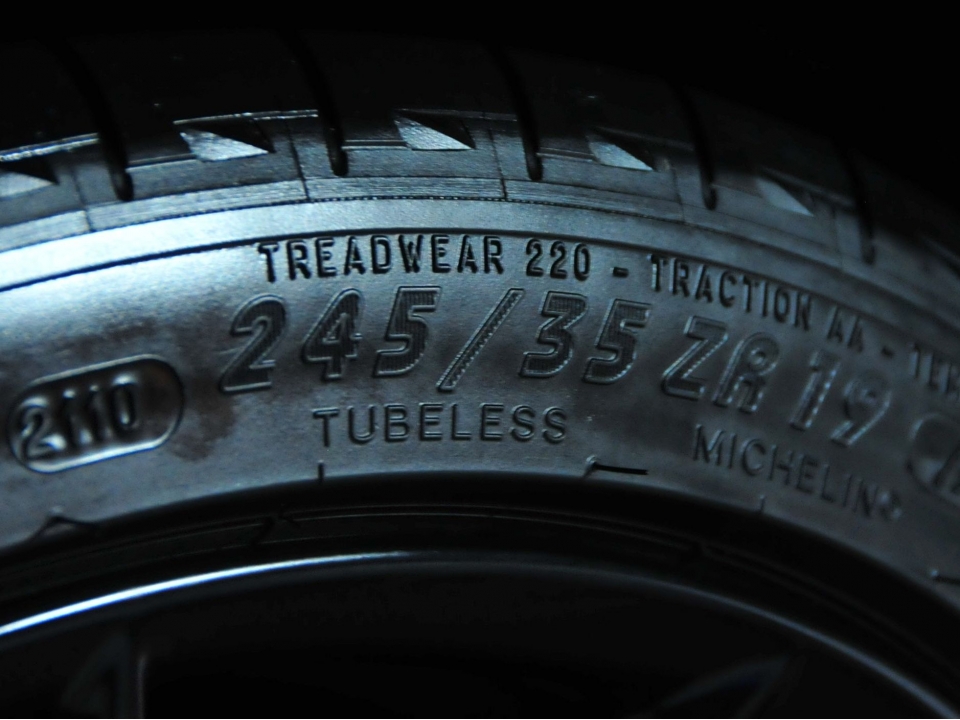 TREADWEAR 220 - TRACTION AA -
245/35 ZR 19
2110
TUBELESS
MICHELIN